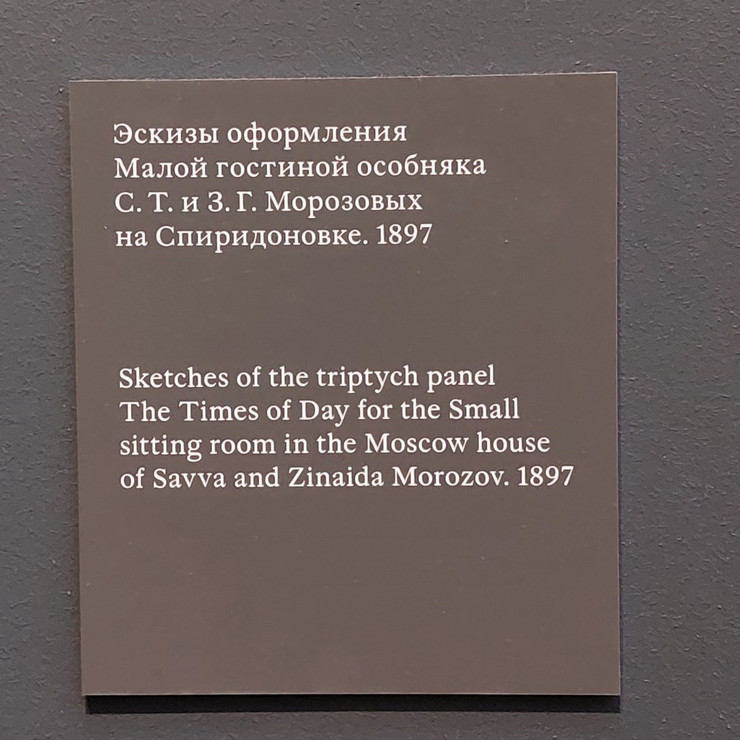 Эскизы оформления
Малой гостиной особняка
С. Т. и З. Г. Морозовых
на Спиридоновке. 1897
Sketches of the triptych panel
The Times of Day for the Small
sitting room in the Moscow house
of Savva and Zinaida Morozov. 1897